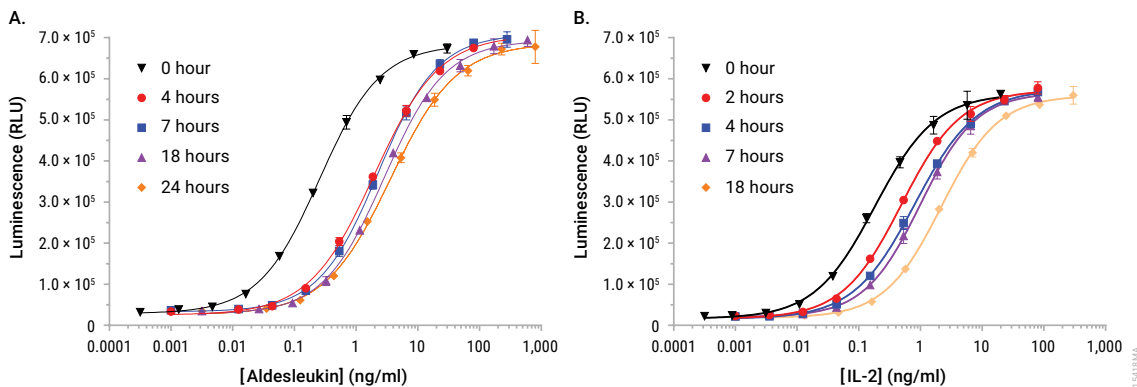 A.
Luminescence (RLU)
7.0 × 10⁵
6.0 × 10⁵
5.0 × 10⁵
4.0 × 10⁵
3.0 × 10⁵
2.0 × 10⁵
1.0 × 10⁵
0
0 hour
4 hours
7 hours
18 hours
24 hours
0.0001 0.001 0.01 0.1 1 10 100 1,000
[Aldesleukin] (ng/ml)
B.
Luminescence (RLU)
7.0 × 10⁵
6.0 × 10⁵
5.0 × 10⁵
4.0 × 10⁵
3.0 × 10⁵
2.0 × 10⁵
1.0 × 10⁵
0
0 hour
2 hours
4 hours
7 hours
18 hours
0.0001 0.001 0.01 0.1 1 10 100 1,000
[IL-2] (ng/ml)